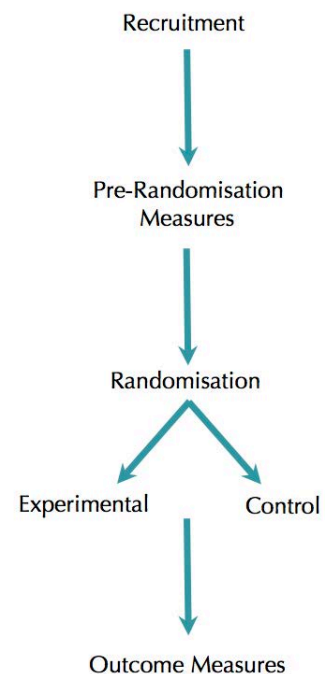 Recruitment
Pre-Randomisation
Measures
Randomisation
Experimental
Control
Outcome Measures